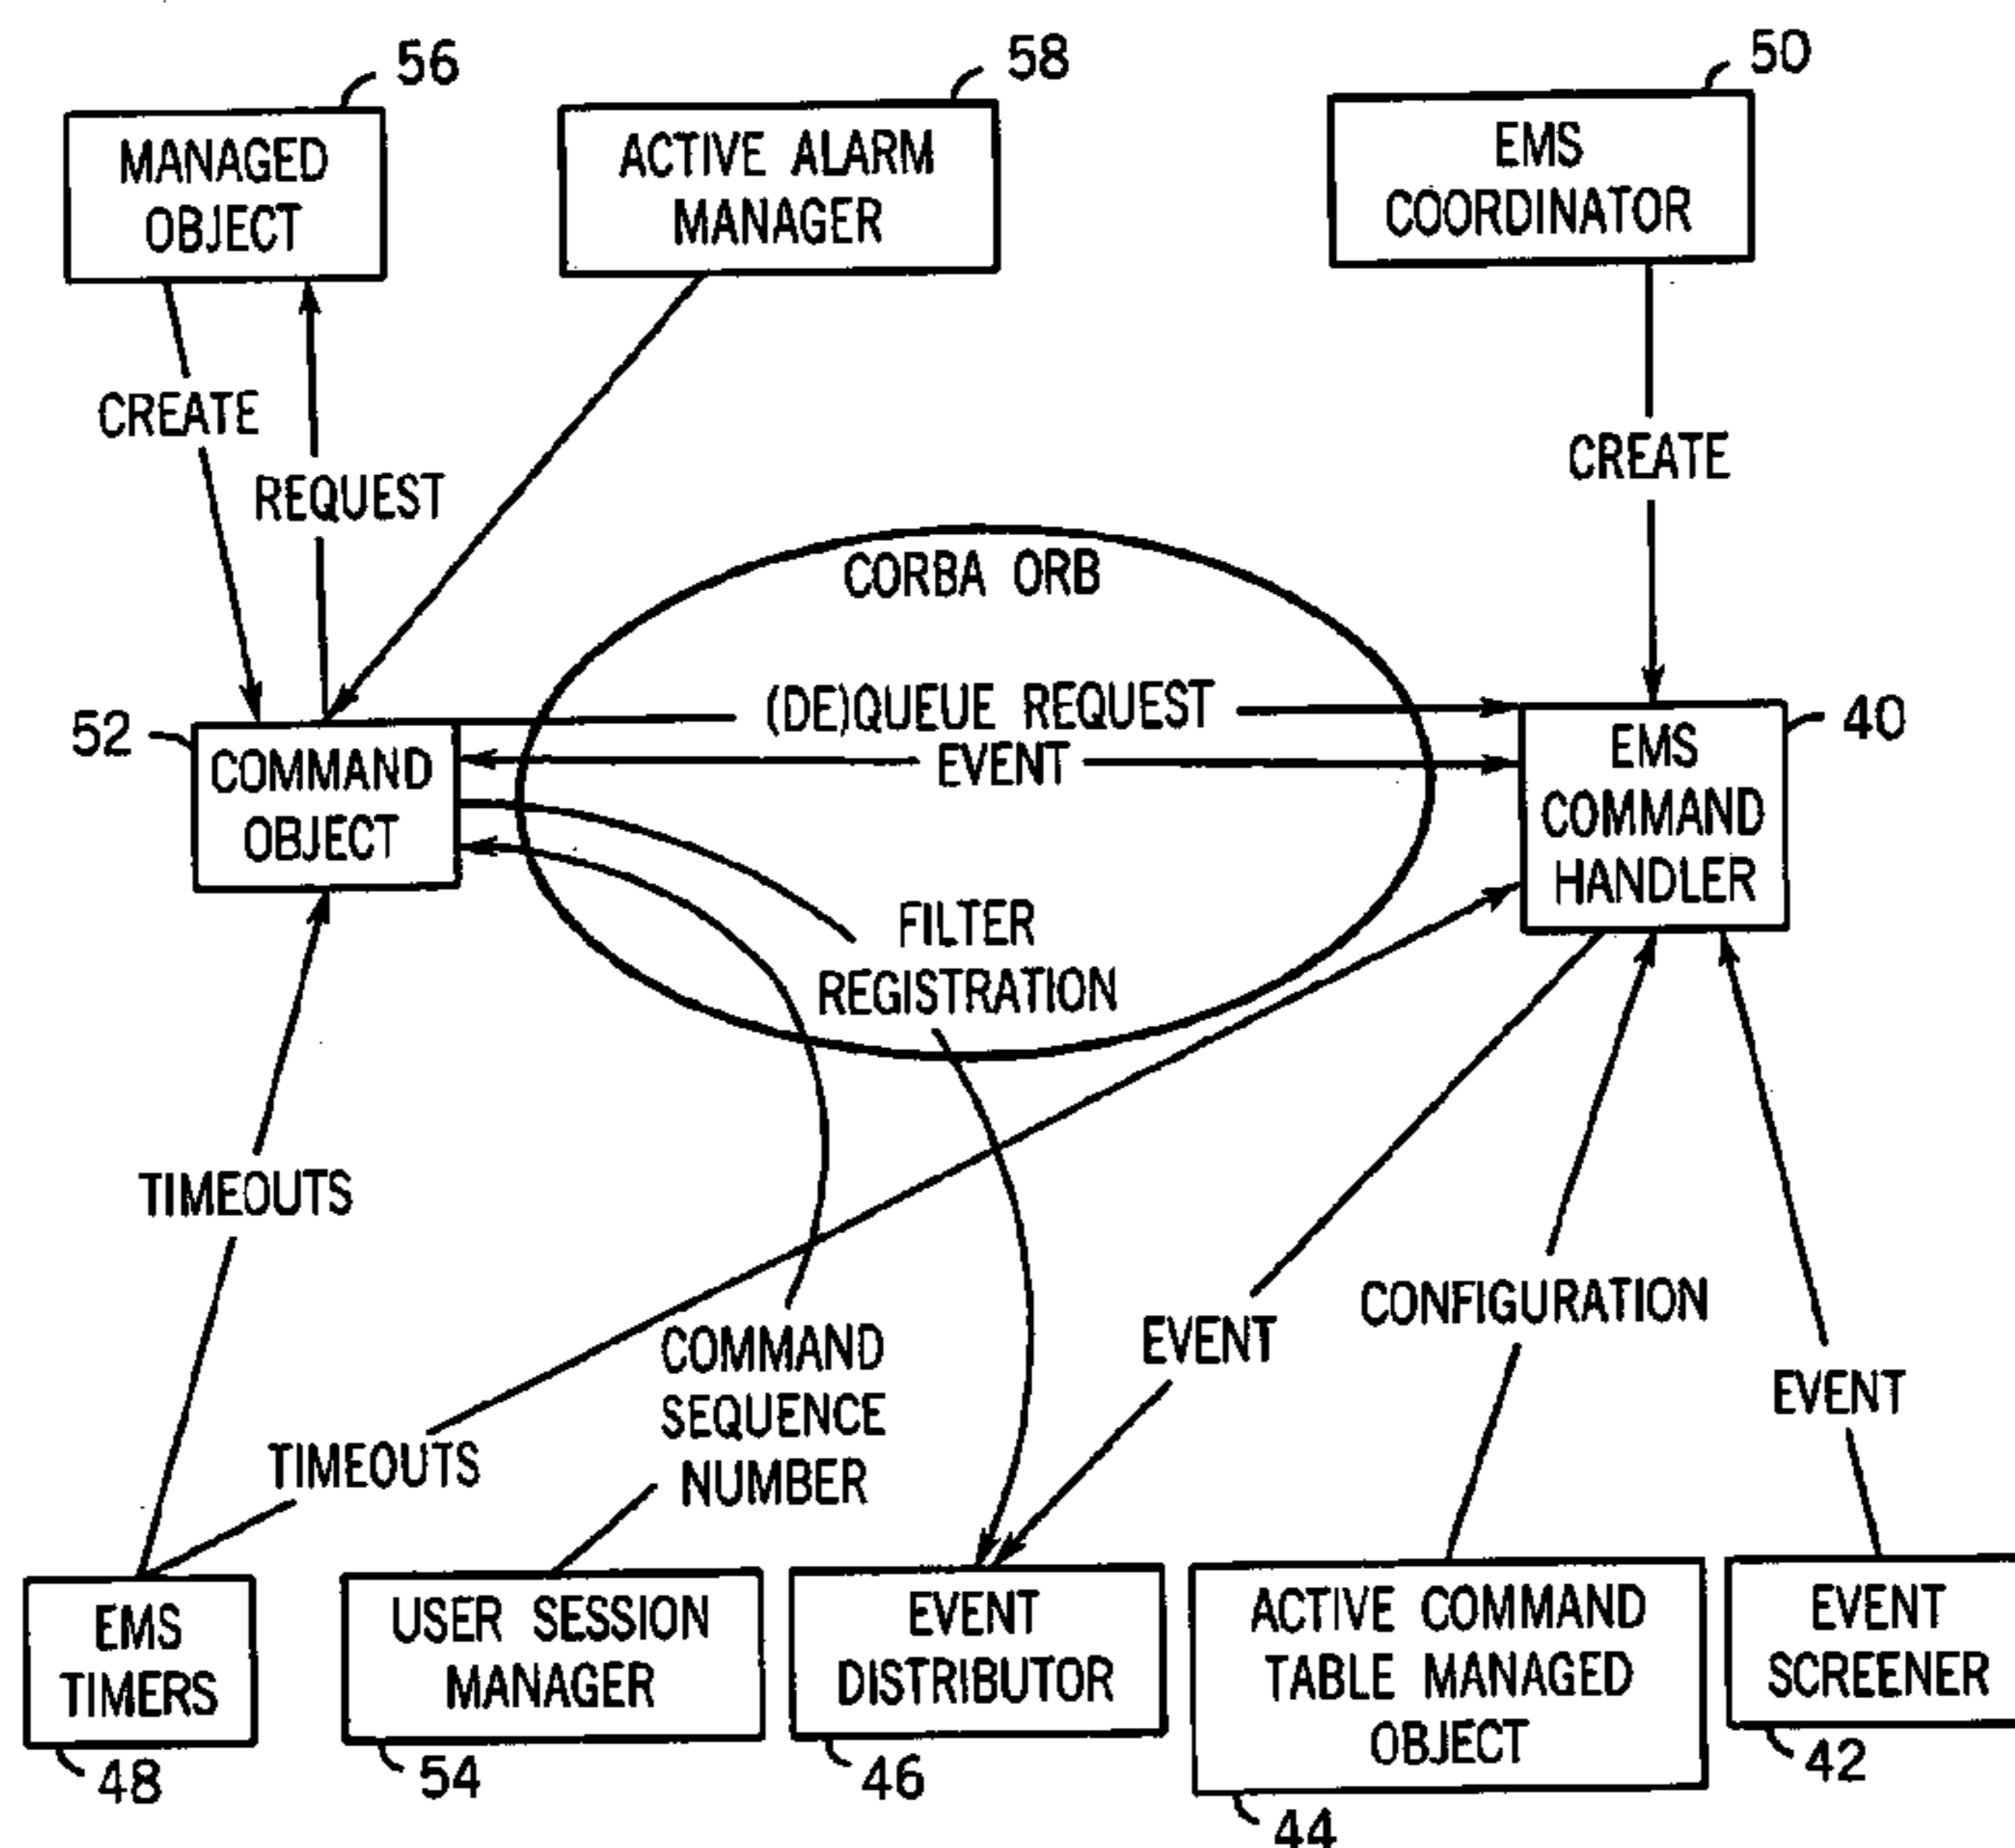 56
58
50
MANAGED
OBJECT
ACTIVE ALARM
MANAGER
EMS
COORDINATOR
CREATE
REQUEST
CREATE
CORBA ORB
(DE)QUEUE REQUEST
EVENT
52
COMMAND
OBJECT
40
EMS
COMMAND
HANDLER
FILTER
REGISTRATION
TIMEOUTS
TIMEOUTS
COMMAND
SEQUENCE
NUMBER
EVENT
CONFIGURATION
EVENT
EMS
TIMERS
USER SESSION
MANAGER
EVENT
DISTRIBUTOR
ACTIVE COMMAND
TABLE MANAGED
OBJECT
EVENT
SCREENER
48
54
46
44
42